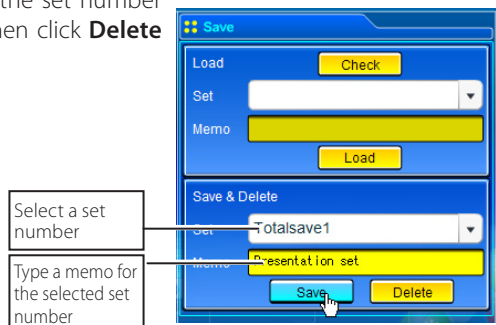 the set number
hen click Delete
Save
Load
Check
Set
Memo
Load
Save & Delete
Select a set
number
Set
Totalsave1
Type a memo for
the selected set
number
Memo
Presentation set
Save
Delete